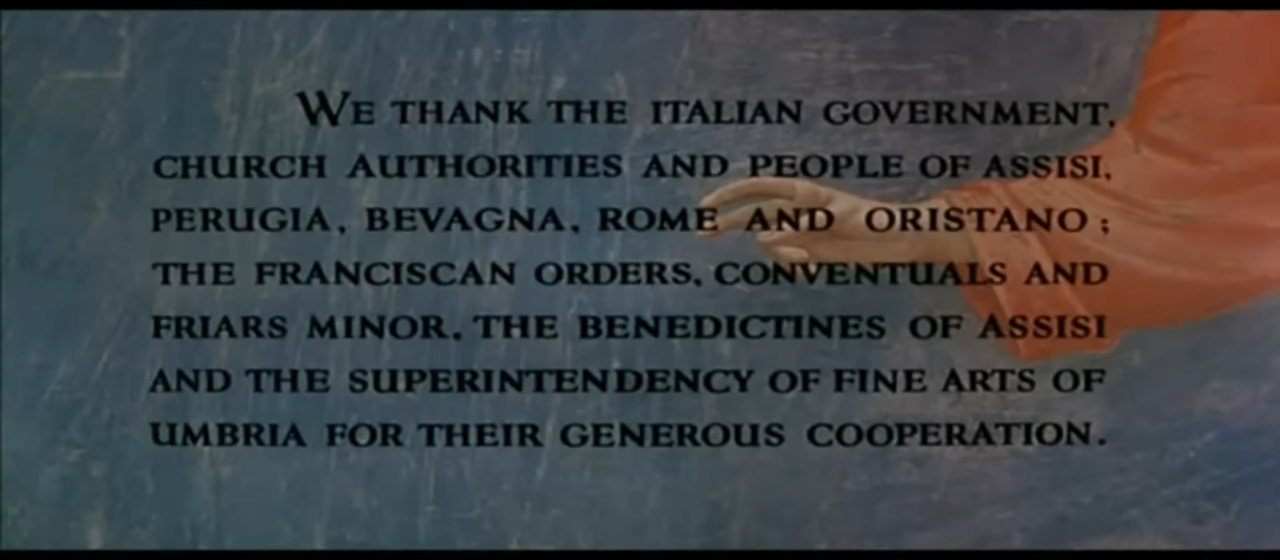 WE THANK THE ITALIAN GOVERNMENT,
CHURCH AUTHORITIES AND PEOPLE OF ASSISI,
PERUGIA, BEVAGNA, ROME AND ORISTANO ;
THE FRANCISCAN ORDERS, CONVENTUALS AND
FRIARS MINOR, THE BENEDICTINES OF ASSISI
AND THE SUPERINTENDENCY OF FINE ARTS OF
UMBRIA FOR THEIR GENEROUS COOPERATION.